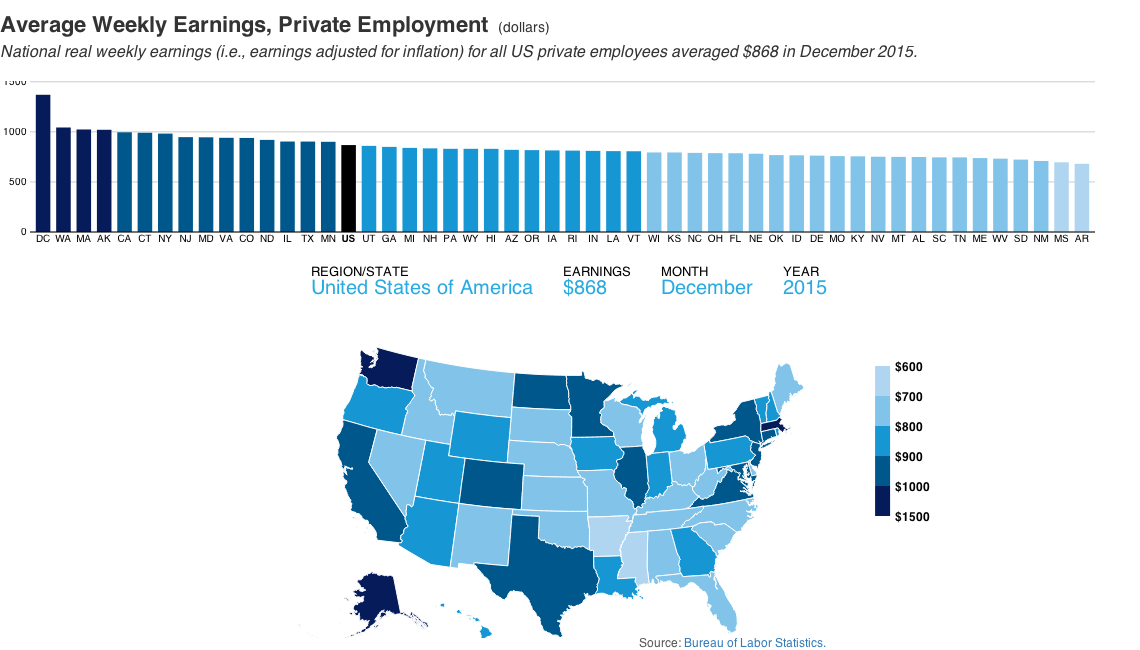 Average Weekly Earnings, Private Employment (dollars)
National real weekly earnings (i.e., earnings adjusted for inflation) for all US private employees averaged $868 in December 2015.
1500
1000
500
0
DC WA MA AK CA CT NY NJ MD VA CO ND IL TX MN US UT GA MI NH PA WY HI AZ OR IA RI IN LA VT WI KS NC OH FL NE OK ID DE MO KY NV MT AL SC TN ME WV SD NM MS AR
REGION/STATE EARNINGS MONTH YEAR
United States of America $868 December 2015
$600
$700
$800
$900
$1000
$1500
Source: Bureau of Labor Statistics.